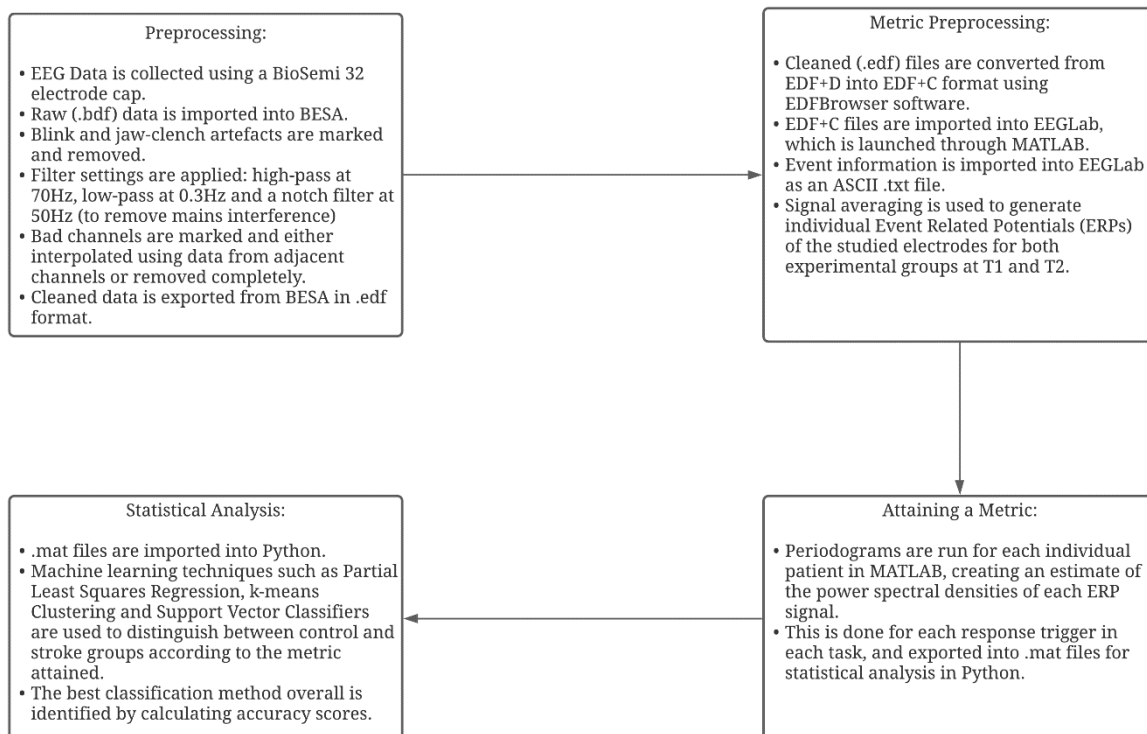 Preprocessing:
• EEG Data is collected using a BioSemi 32
electrode cap.
• Raw (.bdf) data is imported into BESA.
• Blink and jaw-clench artefacts are marked
and removed.
• Filter settings are applied: high-pass at
70Hz, low-pass at 0.3Hz and a notch filter at
50Hz (to remove mains interference)
• Bad channels are marked and either
interpolated using data from adjacent
channels or removed completely.
• Cleaned data is exported from BESA in .edf
format.
Metric Preprocessing:
• Cleaned (.edf) files are converted from
EDF+D into EDF+C format using
EDFBrowser software.
• EDF+C files are imported into EEGLab,
which is launched through MATLAB.
• Event information is imported into EEGLab
as an ASCII .txt file.
• Signal averaging is used to generate
individual Event Related Potentials (ERPs)
of the studied electrodes for both
experimental groups at T1 and T2.
Attaining a Metric:
• Periodograms are run for each individual
patient in MATLAB, creating an estimate of
the power spectral densities of each ERP
signal.
• This is done for each response trigger in
each task, and exported into .mat files for
statistical analysis in Python.
Statistical Analysis:
• .mat files are imported into Python.
• Machine learning techniques such as Partial
Least Squares Regression, k-means
Clustering and Support Vector Classifiers
are used to distinguish between control and
stroke groups according to the metric
attained.
• The best classification method overall is
identified by calculating accuracy scores.